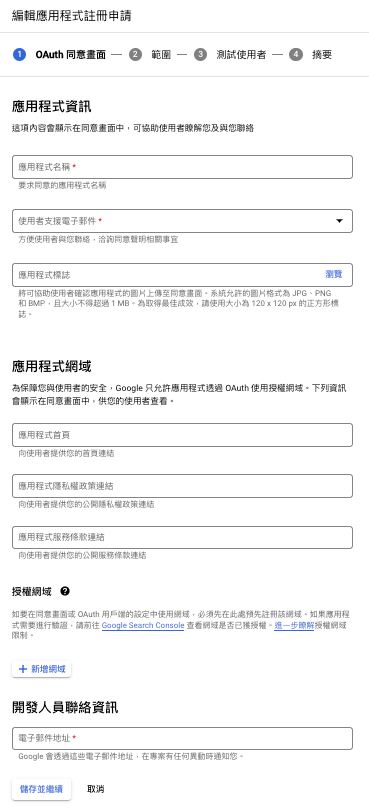 編輯應用程式註冊申請
1 OAuth 同意畫面 — 2 範圍 — 3 測試使用者 — 4 摘要
應用程式資訊
這項內容會顯示在同意畫面中，可協助使用者瞭解您及與您聯絡
應用程式名稱 *
要求同意的應用程式名稱
使用者支援電子郵件 *
方便使用者與您聯絡，洽詢同意聲明相關事宜
應用程式標誌 瀏覽
將可協助使用者確認應用程式的圖片上傳至同意畫面。系統允許的圖片格式為 JPG、PNG
和 BMP，且大小不得超過 1 MB。為取得最佳成效，請使用大小為 120 x 120 px 的正方形標
誌。
應用程式網域
為保障您與使用者的安全，Google 只允許應用程式透過 OAuth 使用授權網域。下列資訊
會顯示在同意畫面中，供您的使用者查看。
應用程式首頁
向使用者提供您的首頁連結
應用程式隱私權政策連結
向使用者提供您的公開隱私權政策連結
應用程式服務條款連結
向使用者提供您的公開服務條款連結
授權網域 ?
如要在同意畫面或 OAuth 用戶端的設定中使用網域，必須先在此處預先註冊該網域。如果應用程
式需要進行驗證，請前往 Google Search Console 查看網域是否已獲授權。進一步瞭解授權網域
限制。
+ 新增網域
開發人員聯絡資訊
電子郵件地址 *
Google 會透過這些電子郵件地址，在專案有任何異動時通知您。
儲存並繼續 取消